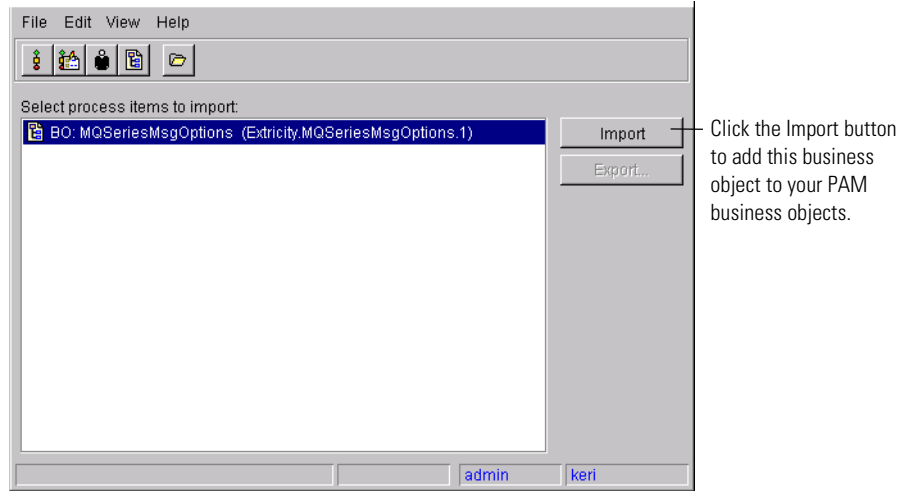 File Edit View Help
Select process items to import:
BO: MQSeriesMsgOptions (Extricity.MQSeriesMsgOptions.1)
Import
Export...
Click the Import button
to add this business
object to your PAM
business objects.
admin
keri